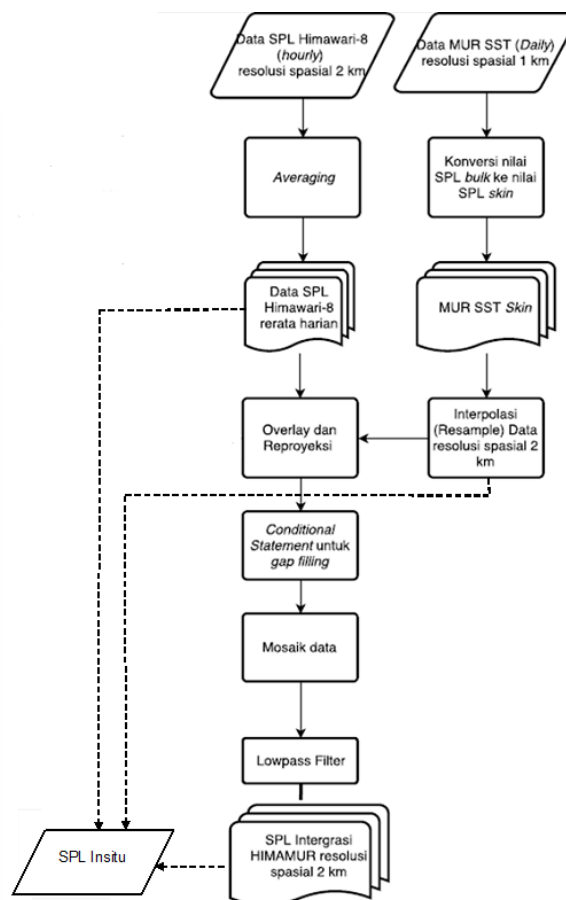 Data SPL Himawari-8
(hourly)
resolusi spasial 2 km
Data MUR SST (Daily)
resolusi spasial 1 km
Averaging
Konversi nilai
SPL bulk ke nilai
SPL skin
Data SPL
Himawari-8
rerata harian
MUR SST Skin
Overlay dan
Reproyeksi
Interpolasi
(Resample) Data
resolusi spasial 2
km
Conditional
Statement untuk
gap filling
Mosaik data
Lowpass Filter
SPL Intergrasi
HIMAMUR resolusi
spasial 2 km
SPL Insitu